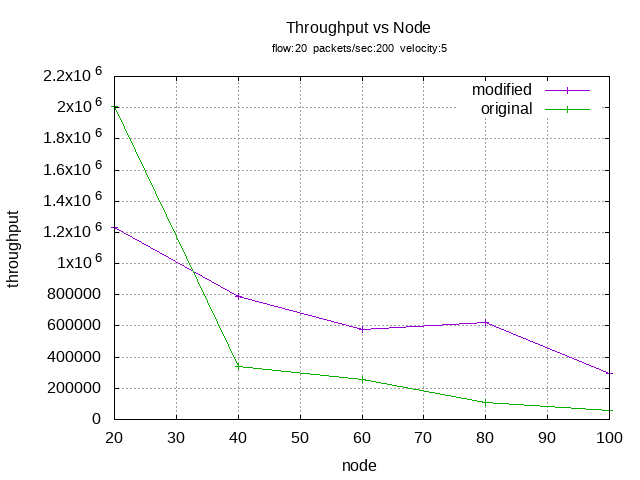 Throughput vs Node
flow:20 packets/sec:200 velocity:5
modified
original
2.2x10 6
2x10 6
1.8x10 6
1.6x10 6
1.4x10 6
1.2x10 6
1x10 6
800000
600000
400000
200000
0
throughput
20 30 40 50 60 70 80 90 100
node